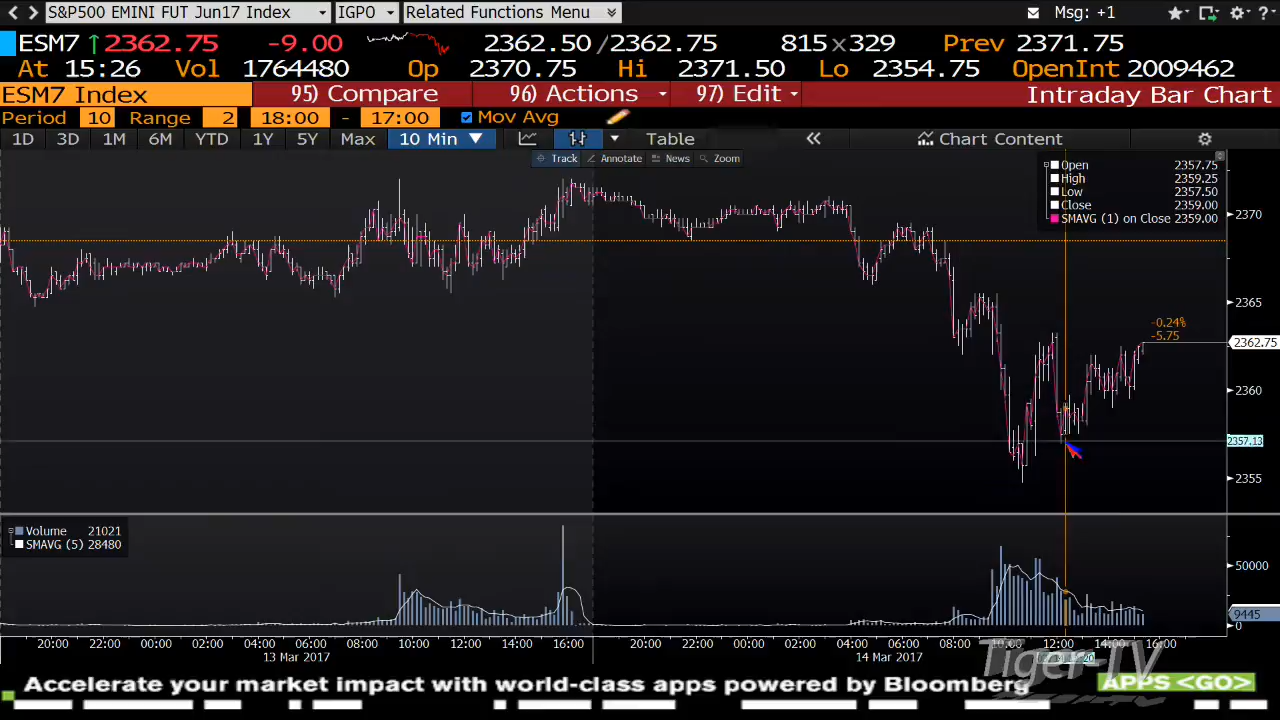 S&P500 EMINI FUT Jun17 Index IGPO Related Functions Menu Msg: +1
ESM7 ↑2362.75 -9.00 2362.50/2362.75 815×329 Prev 2371.75
At 15:26 Vol 1764480 Op 2370.75 Hi 2371.50 Lo 2354.75 OpenInt 2009462
ESM7 Index 95) Compare 96) Actions 97) Edit Intraday Bar Chart
Period 10 Range 2 18:00 - 17:00 Mov Avg
1D 3D 1M 6M YTD 1Y 5Y Max 10 Min Table Chart Content
Track Annotate News Zoom
Open 2357.75
High 2359.25
Low 2357.50
Close 2359.00
SMAVG (1) on Close 2359.00
2370
2365
-0.24%
-5.75
2362.75
2360
2357.13
2355
Volume 21021
SMAVG (5) 28480
50000
9445
0
20:00 22:00 00:00 02:00 04:00 06:00 08:00 10:00 12:00 14:00 16:00 20:00 22:00 00:00 02:00 04:00 06:00 08:00 10:00 12:00 14:00 16:00
13 Mar 2017 14 Mar 2017
Tiger-TV
Accelerate your market impact with world-class apps powered by Bloomberg APPS <GO>